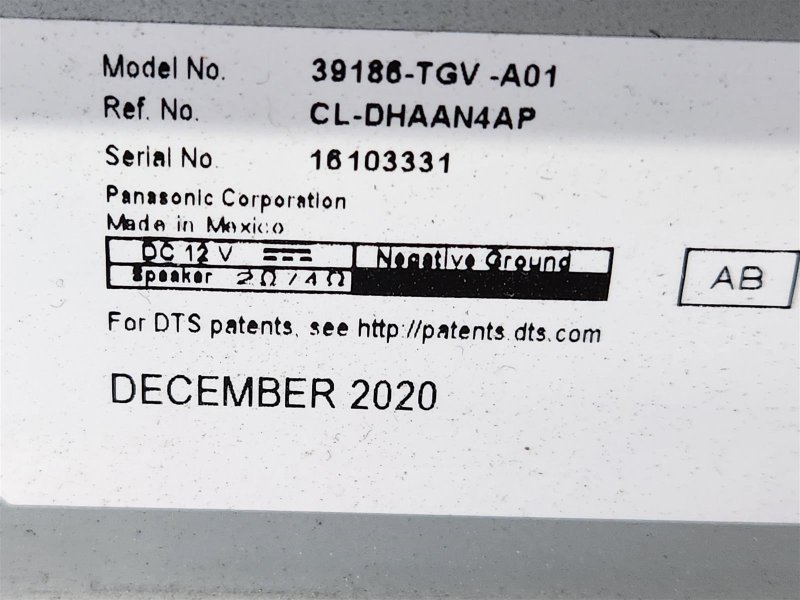 Model No. 39186-TGV -A01
Ref. No. CL-DHAAN4AP
Serial No. 16103331
Panasonic Corporation
Made in Mexico
DC 12 V Negative Ground
Speaker 2Ω / 4Ω
AB
For DTS patents, see http://patents.dts.com
DECEMBER 2020